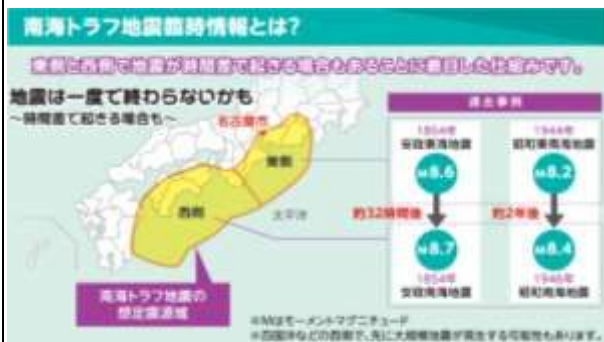 南海トラフ地震臨時情報とは?
東側と西側で地震が時間差で起きる場合もあることに着目した仕組みです。
地震は一度で終わらないかも
~時間差で起きる場合も~
名古屋市
東側
西側
太平洋
南海トラフ地震の
想定震源域
過去事例
1854年
安政東海地震
M8.6
約32時間後
M8.7
1854年
安政南海地震
1944年
昭和東南海地震
M8.2
約2年後
M8.4
1946年
昭和南海地震
※Mはモーメントマグニチュード
※四国沖などの西側で、先に大規模地震が発生する可能性もあります。